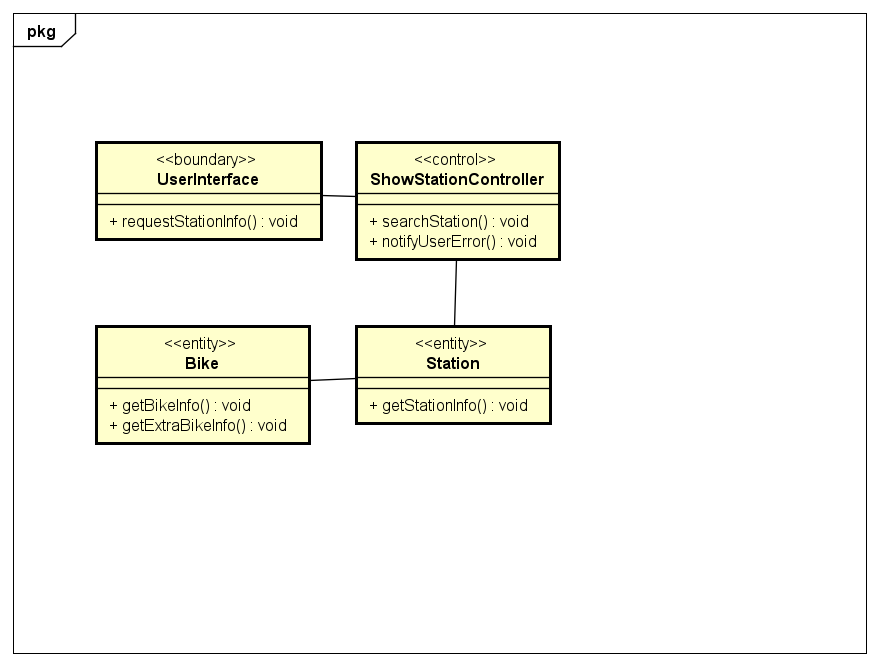 pkg
<<boundary>>
UserInterface
+ requestStationInfo() : void
<<control>>
ShowStationController
+ searchStation() : void
+ notifyUserError() : void
<<entity>>
Bike
+ getBikeInfo() : void
+ getExtraBikeInfo() : void
<<entity>>
Station
+ getStationInfo() : void